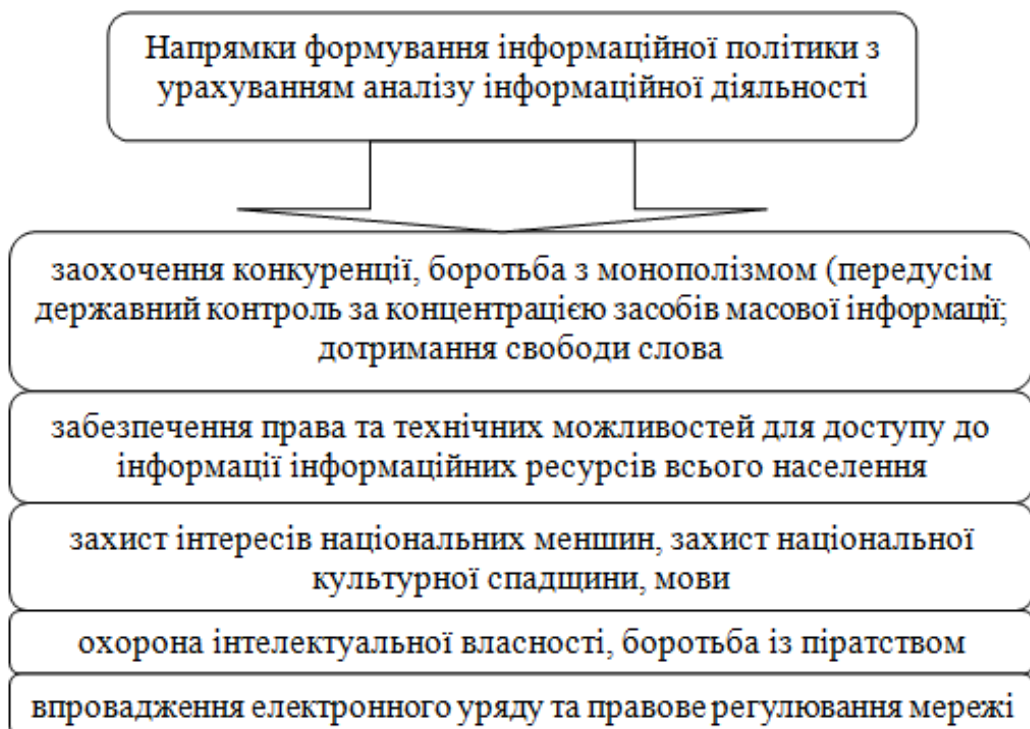 Напрямки формування інформаційної політики з
урахуванням аналізу інформаційної діяльності
заохочення конкуренції, боротьба з монополізмом (передусім
державний контроль за концентрацією засобів масової інформації;
дотримання свободи слова
забезпечення права та технічних можливостей для доступу до
інформації інформаційних ресурсів всього населення
захист інтересів національних меншин, захист національної
культурної спадщини, мови
охорона інтелектуальної власності, боротьба із піратством
впровадження електронного уряду та правове регулювання мережі